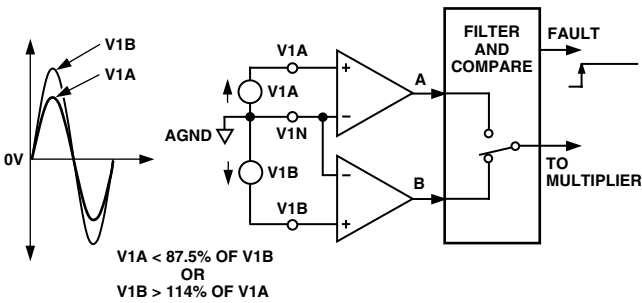 V1B
V1A
0V
V1A
V1A
AGND
V1N
V1B
V1B
A
B
FILTER
AND
COMPARE
FAULT
TO
MULTIPLIER
V1A < 87.5% OF V1B
OR
V1B > 114% OF V1A